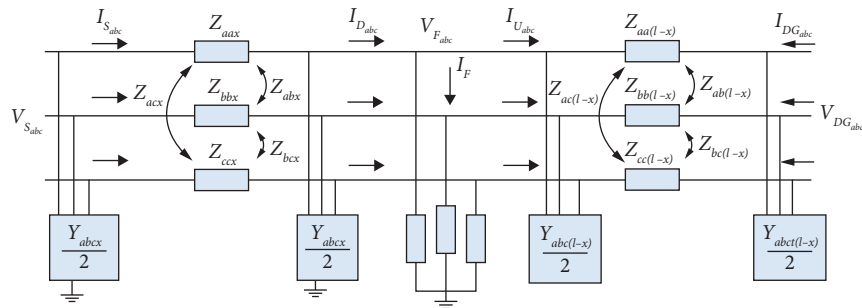 I_{S_{abc}} Z_{aax} I_{D_{abc}} V_{F_{abc}} I_{U_{abc}} Z_{aa(l-x)} I_{DG_{abc}}
I_F
Z_{acx} Z_{bbx} Z_{abx} Z_{ac(l-x)} Z_{bb(l-x)} Z_{ab(l-x)}
V_{S_{abc}} V_{DG_{abc}}
Z_{ccx} Z_{bcx} Z_{cc(l-x)} Z_{bc(l-x)}
Y_{abcx} Y_{abcx} Y_{abc(l-x)} Y_{abct(l-x)}
2 2 2 2